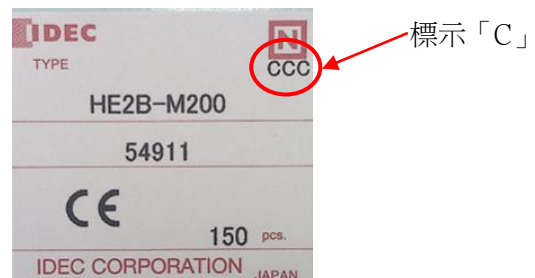 IDEC
N
標示「C」
TYPE
CCC
HE2B-M200
54911
CE
150 pcs.
IDEC CORPORATION JAPAN